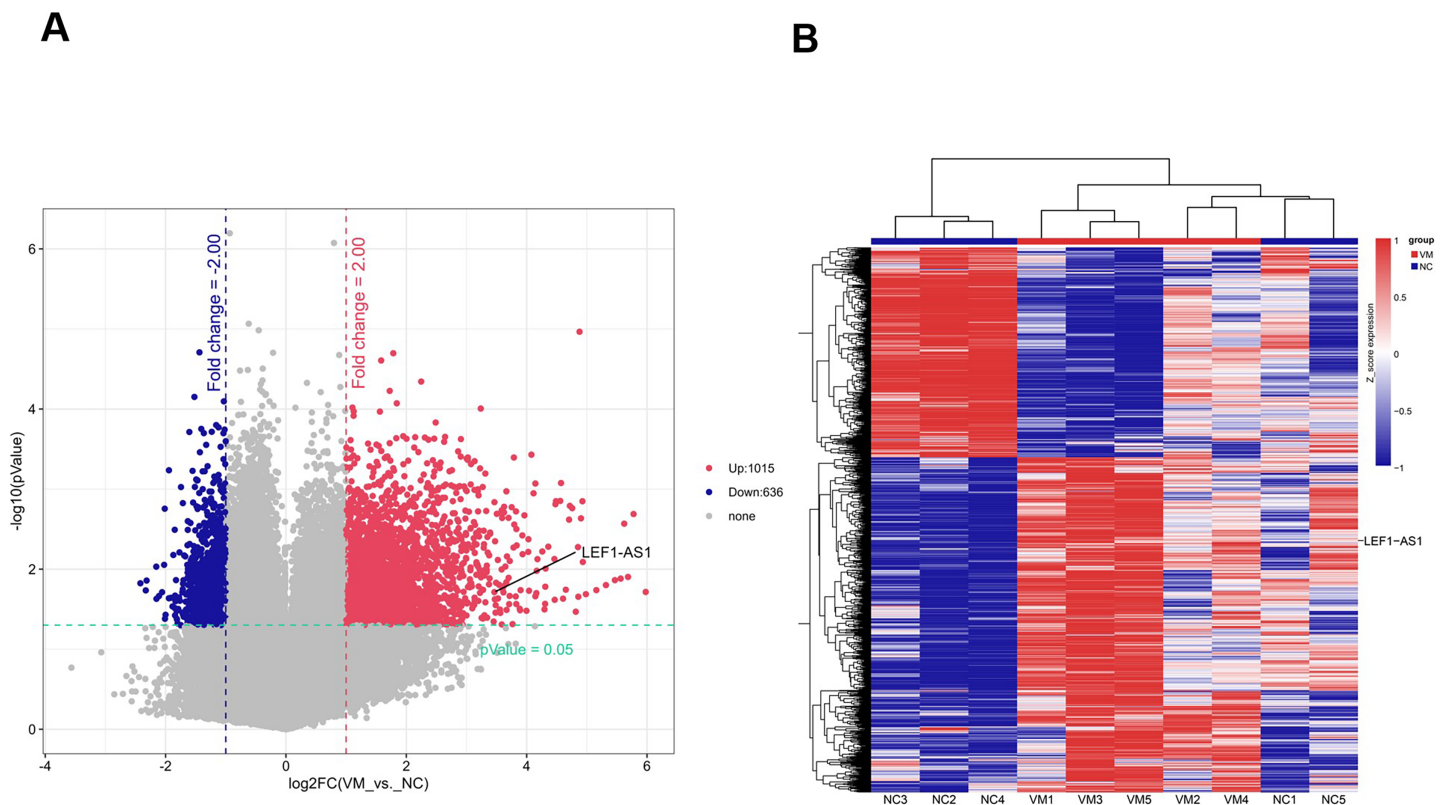 A
B
Fold change = -2.00
Fold change = 2.00
6
4
2
0
-log10(pValue)
-4
-2
0
2
4
6
log2FC(VM_vs._NC)
pValue = 0.05
LEF1-AS1
Up:1015
Down:636
none
group
VM
NC
1
0.5
0
−0.5
−1
Z_score expression
LEF1−AS1
NC3 NC2 NC4 VM1 VM3 VM5 VM2 VM4 NC1 NC5